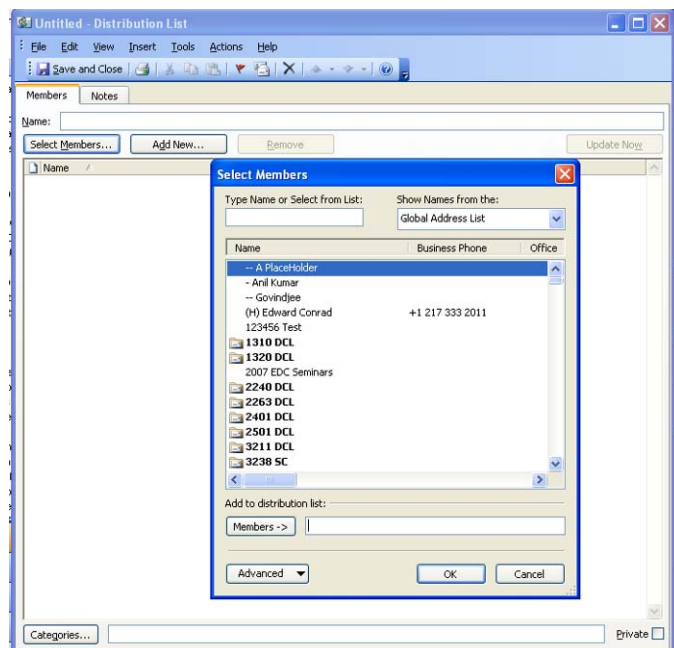 Untitled - Distribution List
File Edit View Insert Tools Actions Help
Save and Close
Members Notes
Name:
Select Members... Add New... Remove Update Now
Name
Select Members
Type Name or Select from List: Show Names from the:
Global Address List
Name Business Phone Office
-- A PlaceHolder
- Anil Kumar
-- Govindjee
(H) Edward Conrad +1 217 333 2011
123456 Test
1310 DCL
1320 DCL
2007 EDC Seminars
2240 DCL
2263 DCL
2401 DCL
2501 DCL
3211 DCL
3238 SC
Add to distribution list:
Members ->
Advanced OK Cancel
Categories... Private